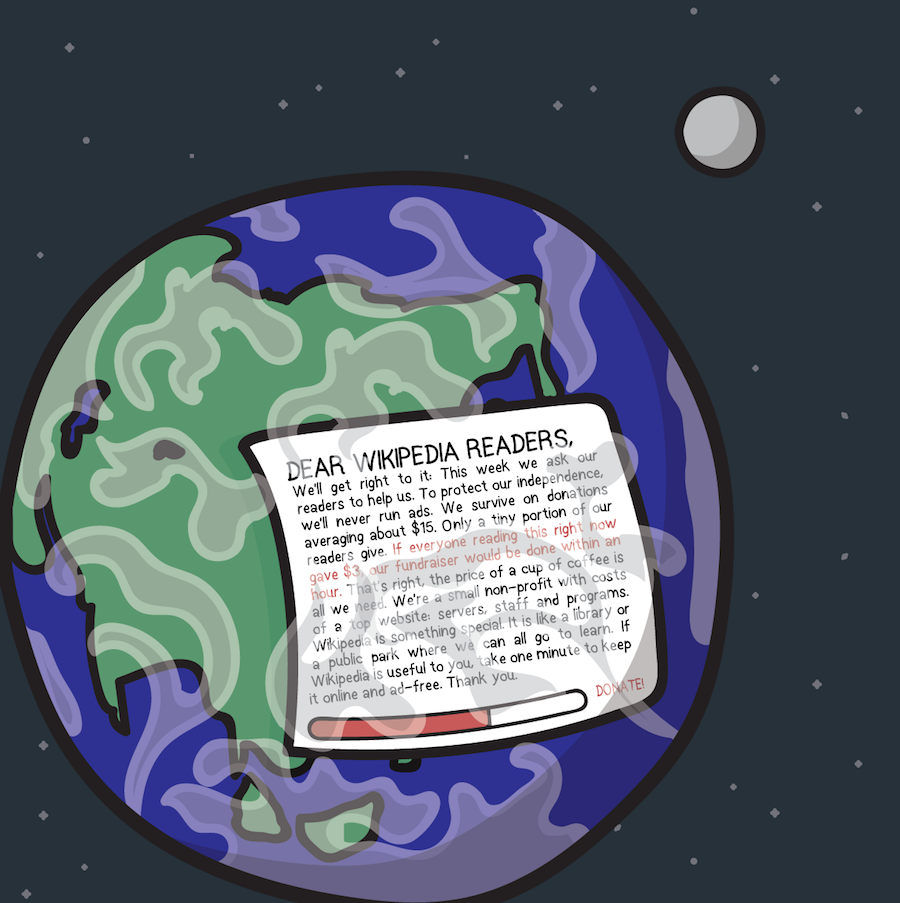 DEAR WIKIPEDIA READERS,
We'll get right to it: This week we ask our
readers to help us. To protect our independence,
we'll never run ads. We survive on donations
averaging about $15. Only a tiny portion of our
readers give. If everyone reading this right now
gave $3, our fundraiser would be done within an
hour. That's right, the price of a cup of coffee is
all we need. We're a small non-profit with costs
of a top website: servers, staff and programs.
Wikipedia is something special. It is like a library or
a public park where we can all go to learn. If
Wikipedia is useful to you, take one minute to keep
it online and ad-free. Thank you.
DONATE!